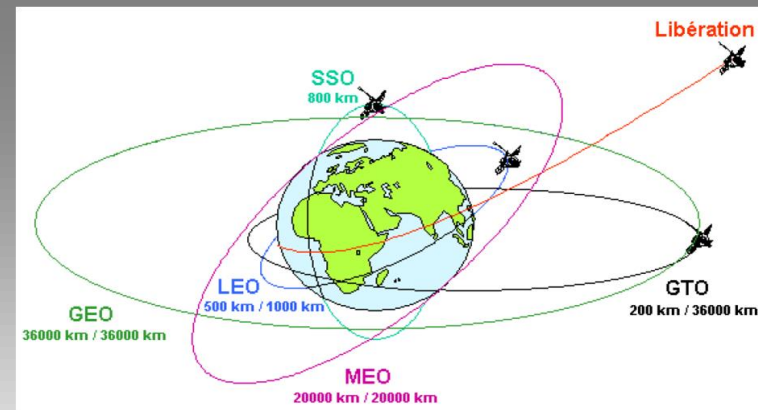 Libération
SSO
800 km
LEO
500 km / 1000 km
GTO
200 km / 36000 km
GEO
36000 km / 36000 km
MEO
20000 km / 20000 km